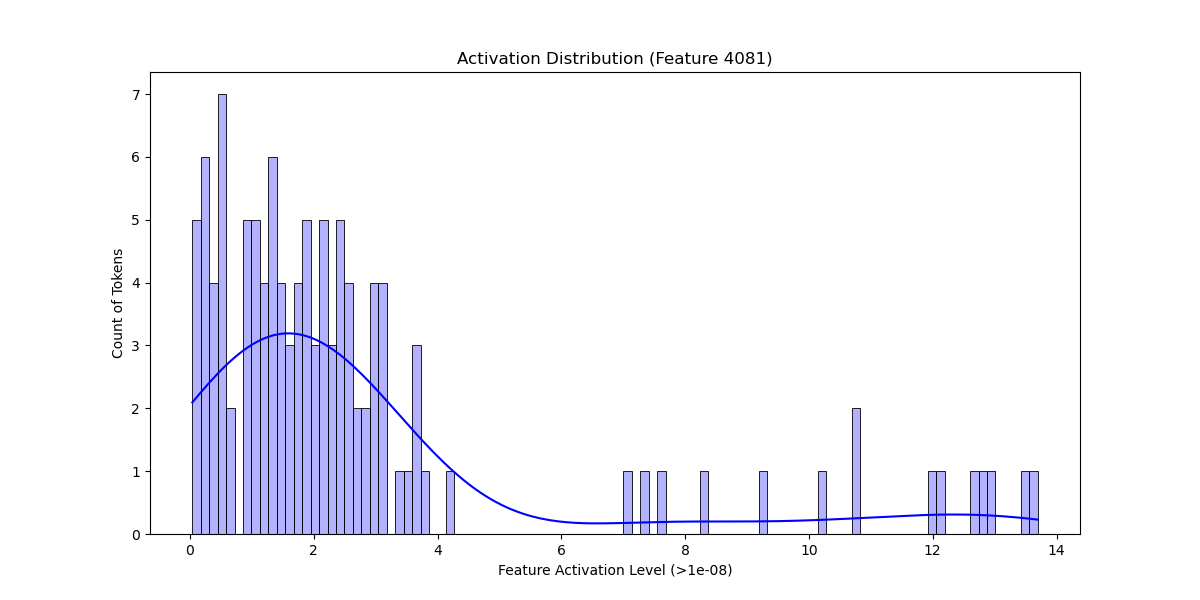 Activation Distribution (Feature 4081)
7
6
5
4
3
2
1
0
Count of Tokens
0 2 4 6 8 10 12 14
Feature Activation Level (>1e-08)